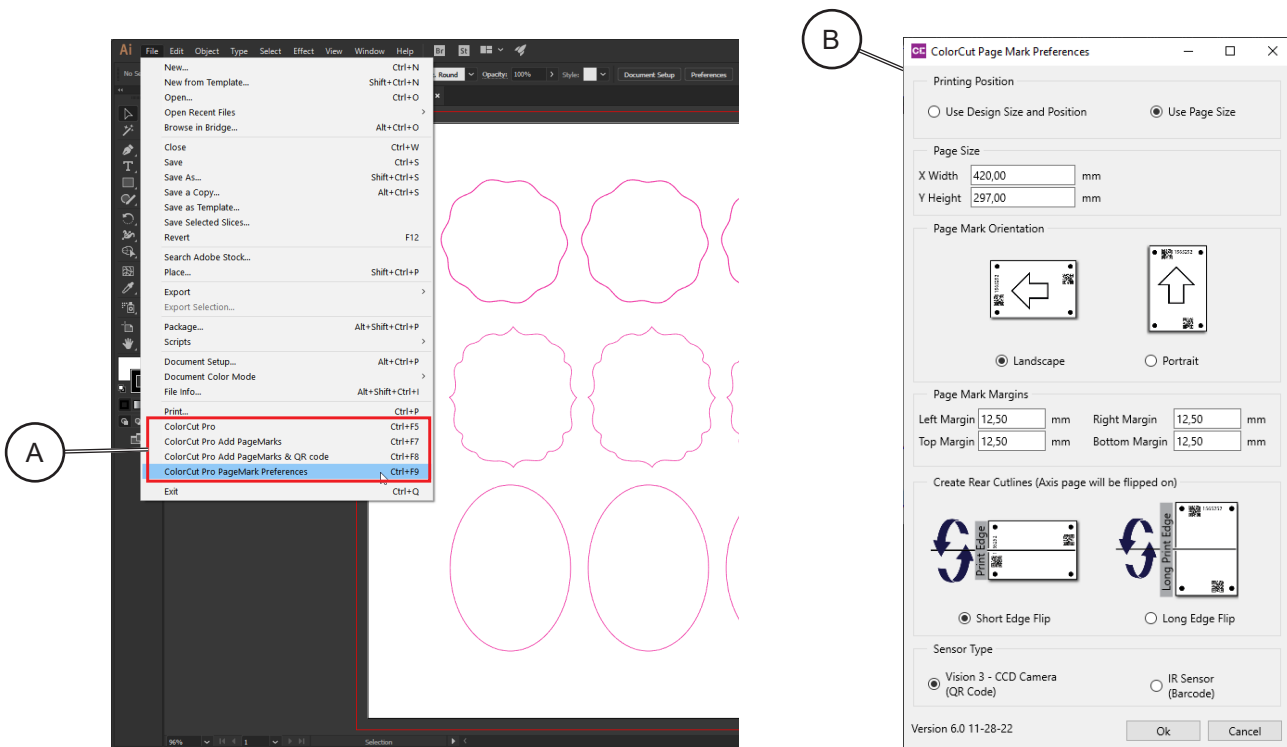 Ai File Edit Object Type Select Effect View Window Help Br St
No Se
Round Opacity: 100% Style: Document Setup Preferences
New... Ctrl+N
New from Template... Shift+Ctrl+N
Open... Ctrl+O
Open Recent Files
Browse in Bridge... Alt+Ctrl+O
Close Ctrl+W
Save Ctrl+S
Save As... Shift+Ctrl+S
Save a Copy... Alt+Ctrl+S
Save as Template...
Save Selected Slices...
Revert F12
Search Adobe Stock...
Place... Shift+Ctrl+P
Export
Export Selection...
Package... Alt+Shift+Ctrl+P
Scripts
Document Setup... Alt+Ctrl+P
Document Color Mode
File Info... Alt+Shift+Ctrl+I
Print... Ctrl+P
ColorCut Pro Ctrl+F5
ColorCut Pro Add PageMarks Ctrl+F7
ColorCut Pro Add PageMarks & QR code Ctrl+F8
ColorCut Pro PageMark Preferences Ctrl+F9
Exit Ctrl+Q
A
96% 1 Selection
B
CC ColorCut Page Mark Preferences
Printing Position
Use Design Size and Position Use Page Size
Page Size
X Width 420,00 mm
Y Height 297,00 mm
Page Mark Orientation
Landscape Portrait
Page Mark Margins
Left Margin 12,50 mm Right Margin 12,50 mm
Top Margin 12,50 mm Bottom Margin 12,50 mm
Create Rear Cutlines (Axis page will be flipped on)
Print Edge
Long Print Edge
Short Edge Flip Long Edge Flip
Sensor Type
Vision 3 - CCD Camera
(QR Code)
IR Sensor
(Barcode)
Version 6.0 11-28-22 Ok Cancel